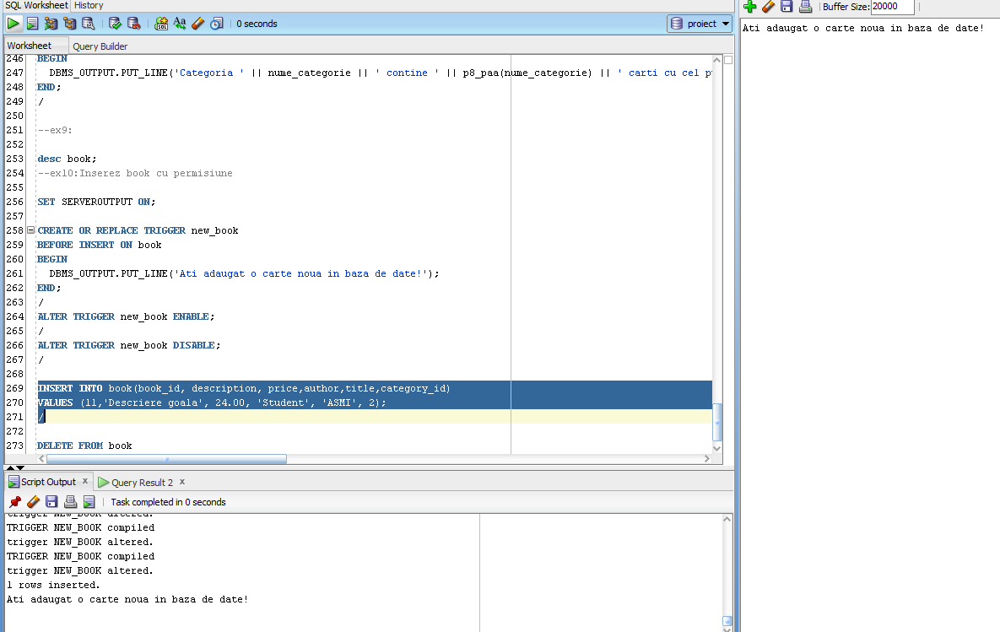 SQL Worksheet History
0 seconds
proiect
Worksheet Query Builder
246 BEGIN
247 DBMS_OUTPUT.PUT_LINE('Categoria ' || nume_categorie || ' contine ' || p8_paa(nume_categorie) || ' carti cu cel p
248 END;
249 /
250
251 --ex9:
252
253 desc book;
254 --ex10:Inserez book cu permisiune
255
256 SET SERVEROUTPUT ON;
257
258 CREATE OR REPLACE TRIGGER new_book
259 BEFORE INSERT ON book
260 BEGIN
261 DBMS_OUTPUT.PUT_LINE('Ati adaugat o carte noua in baza de date!');
262 END;
263 /
264 ALTER TRIGGER new_book ENABLE;
265 /
266 ALTER TRIGGER new_book DISABLE;
267 /
268
269 INSERT INTO book(book_id, description, price,author,title,category_id)
270 VALUES (11,'Descriere goala', 24.00, 'Student', 'ASMI', 2);
271 /
272
273 DELETE FROM book
Script Output x Query Result 2 x
Task completed in 0 seconds
trigger NEW_BOOK altered.
TRIGGER NEW_BOOK compiled
trigger NEW_BOOK altered.
TRIGGER NEW_BOOK compiled
trigger NEW_BOOK altered.
1 rows inserted.
Ati adaugat o carte noua in baza de date!
Buffer Size: 20000
Ati adaugat o carte noua in baza de date!